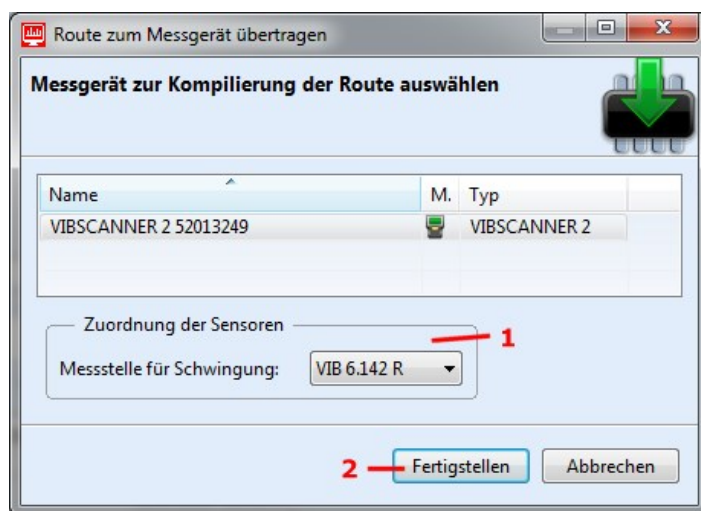 Route zum Messgerät übertragen
Messgerät zur Kompilierung der Route auswählen
Name M. Typ
VIBSCANNER 2 52013249 VIBSCANNER 2
Zuordnung der Sensoren
1
Messstelle für Schwingung: VIB 6.142 R
2 Fertigstellen Abbrechen